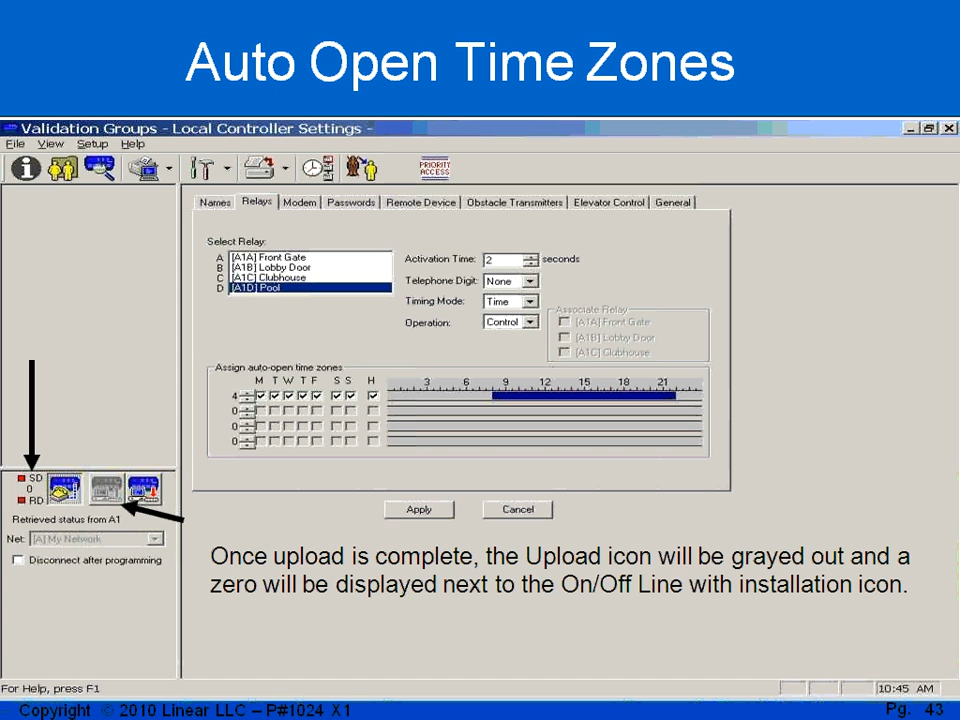 Auto Open Time Zones
Validation Groups - Local Controller Settings -
File View Setup Help
PRIORITY
ACCESS
Names Relays Modem Passwords Remote Device Obstacle Transmitters Elevator Control General
Select Relay:
A [A1A] Front Gate
B [A1B] Lobby Door
C [A1C] Clubhouse
D [A1D] Pool
Activation Time: 2 seconds
Telephone Digit: None
Timing Mode: Time
Operation: Control
Associate Relay
[A1A] Front Gate
[A1B] Lobby Door
[A1C] Clubhouse
Assign auto-open time zones
M T W T F S S H 3 6 9 12 15 18 21
4
0
0
0
SD
0
RD
Retrieved status from A1
Net: [A] My Network
Disconnect after programming
Apply Cancel
Once upload is complete, the Upload icon will be grayed out and a
zero will be displayed next to the On/Off Line with installation icon.
For Help, press F1 10:45 AM
Copyright © 2010 Linear LLC – P#1024 X1 Pg. 43